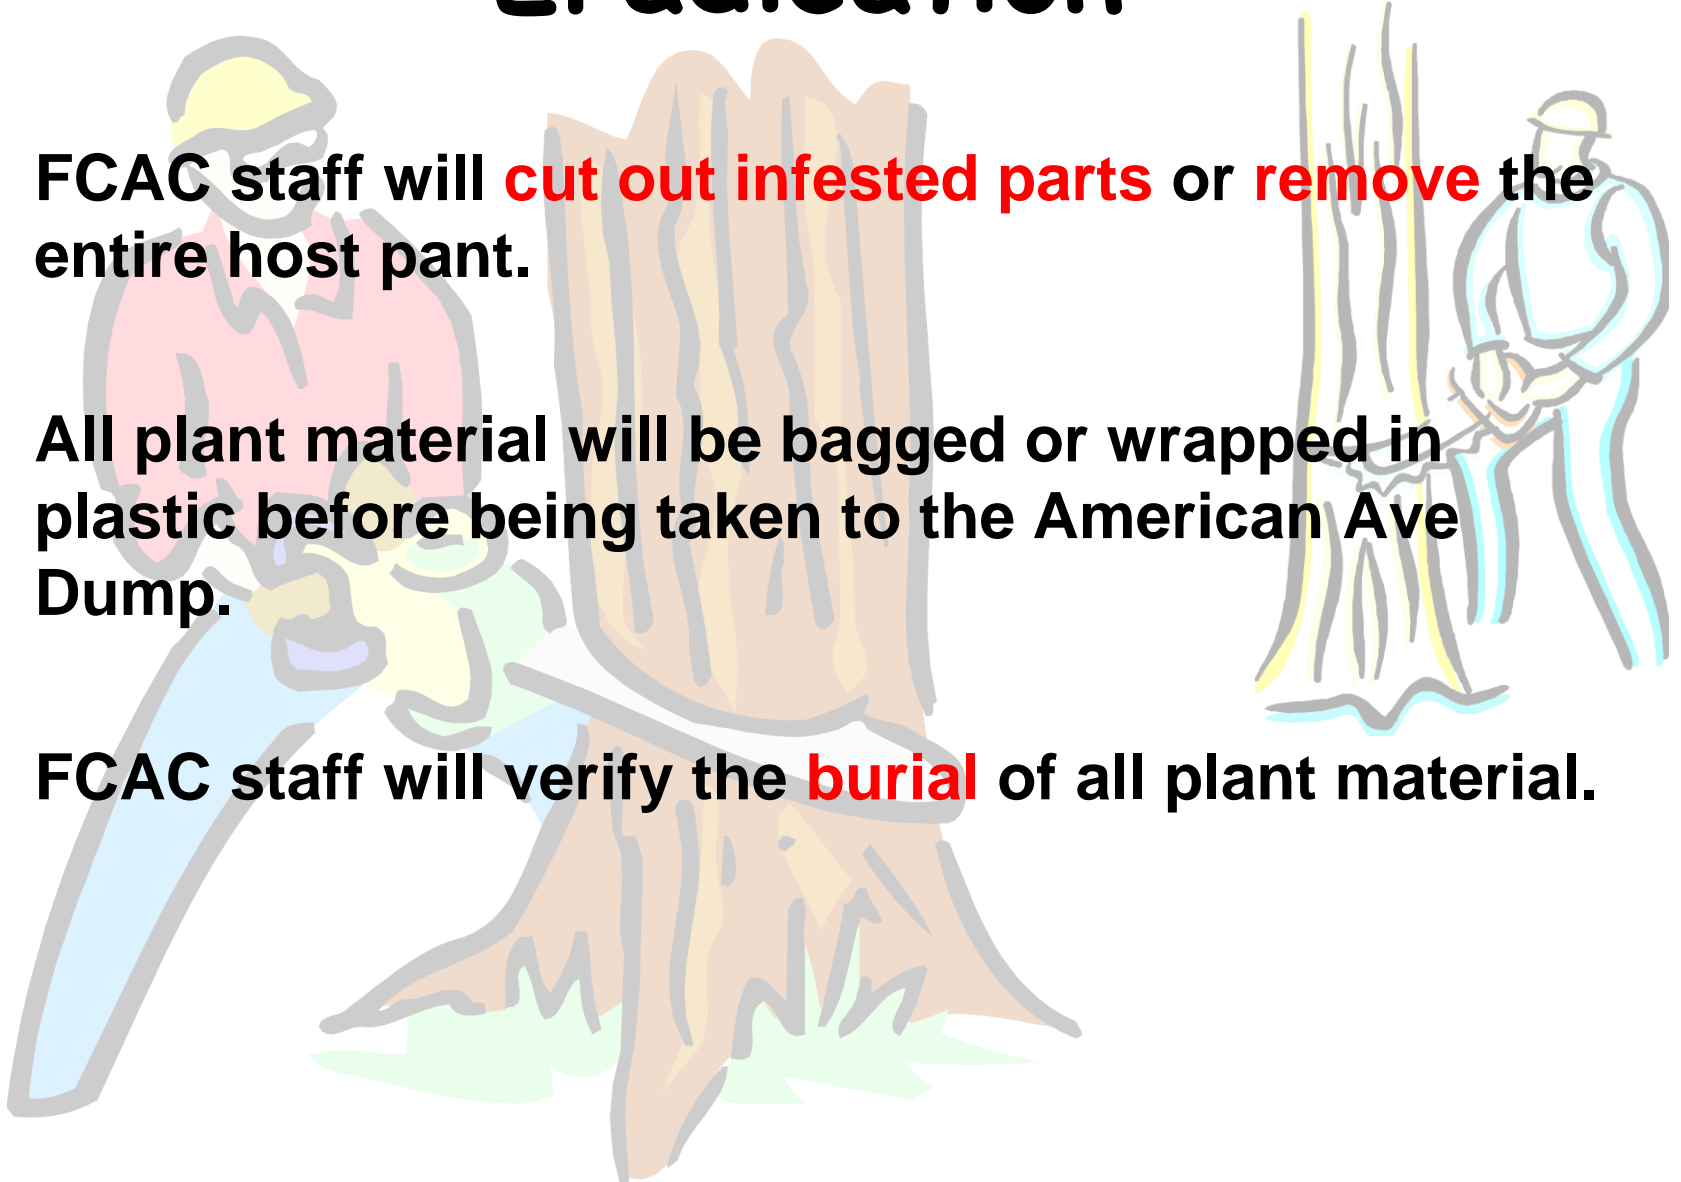 Eradication
FCAC staff will cut out infested parts or remove the
entire host pant.
All plant material will be bagged or wrapped in
plastic before being taken to the American Ave
Dump.
FCAC staff will verify the burial of all plant material.